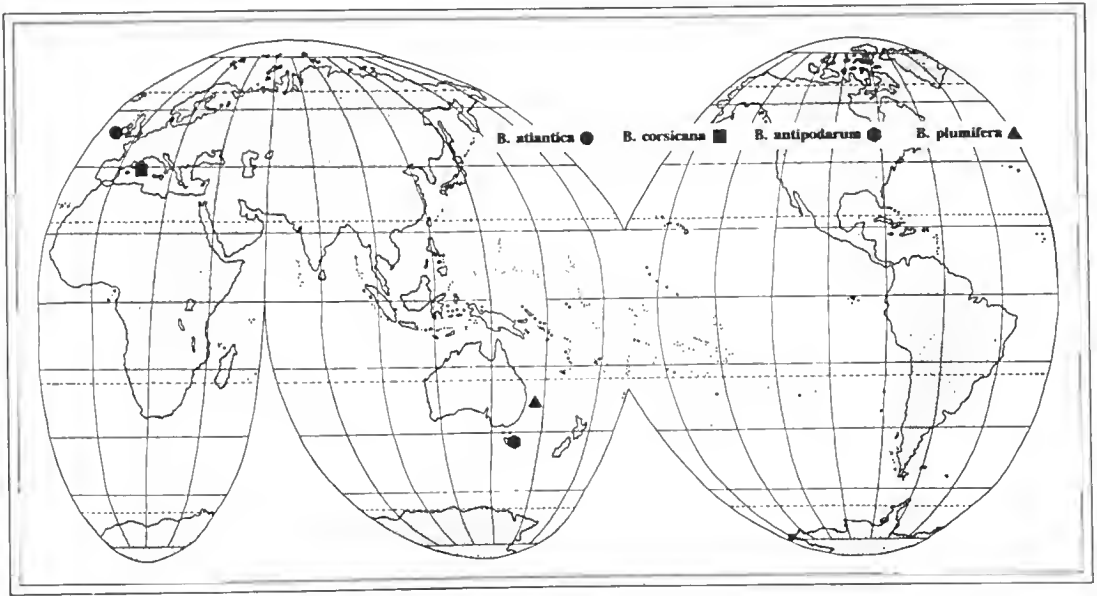 B. atlantica ● B. corsicana ■ B. antipodarum ⬢ B. plumifera ▲